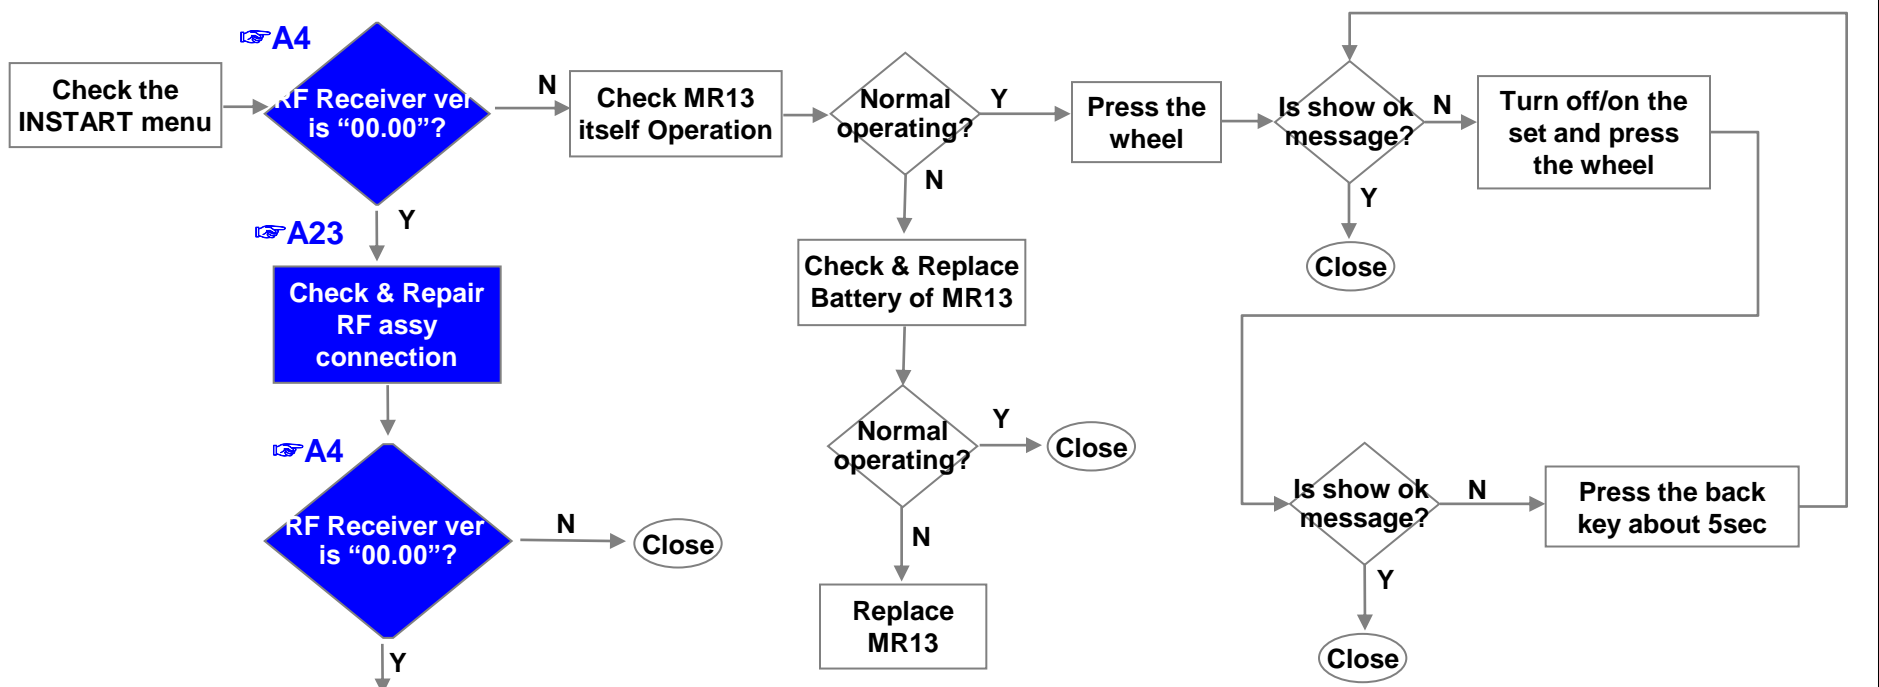 ☞A4
Check the
INSTART menu
RF Receiver ver
is “00.00”?
N
Check MR13
itself Operation
Normal
operating?
Y
Press the
wheel
Is show ok
message?
N
Turn off/on the
set and press
the wheel
Y
☞A23
N
Y
Check & Repair
RF assy
connection
Check & Replace
Battery of MR13
Close
☞A4
RF Receiver ver
is “00.00”?
N
Close
Y
Normal
operating?
Y
Close
N
Replace
MR13
Is show ok
message?
N
Press the back
key about 5sec
Y
Close